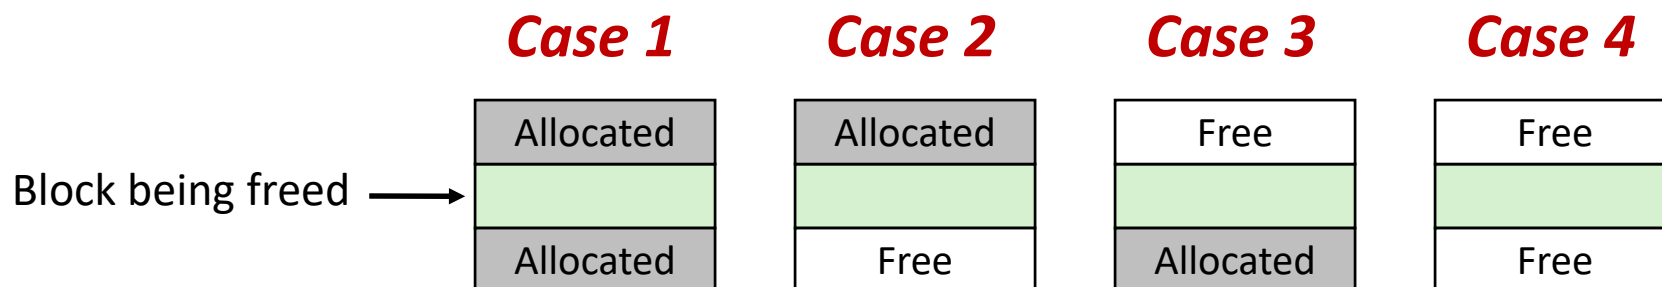 Case 1 Case 2 Case 3 Case 4
Allocated Allocated Free Free
Block being freed
Allocated Free Allocated Free